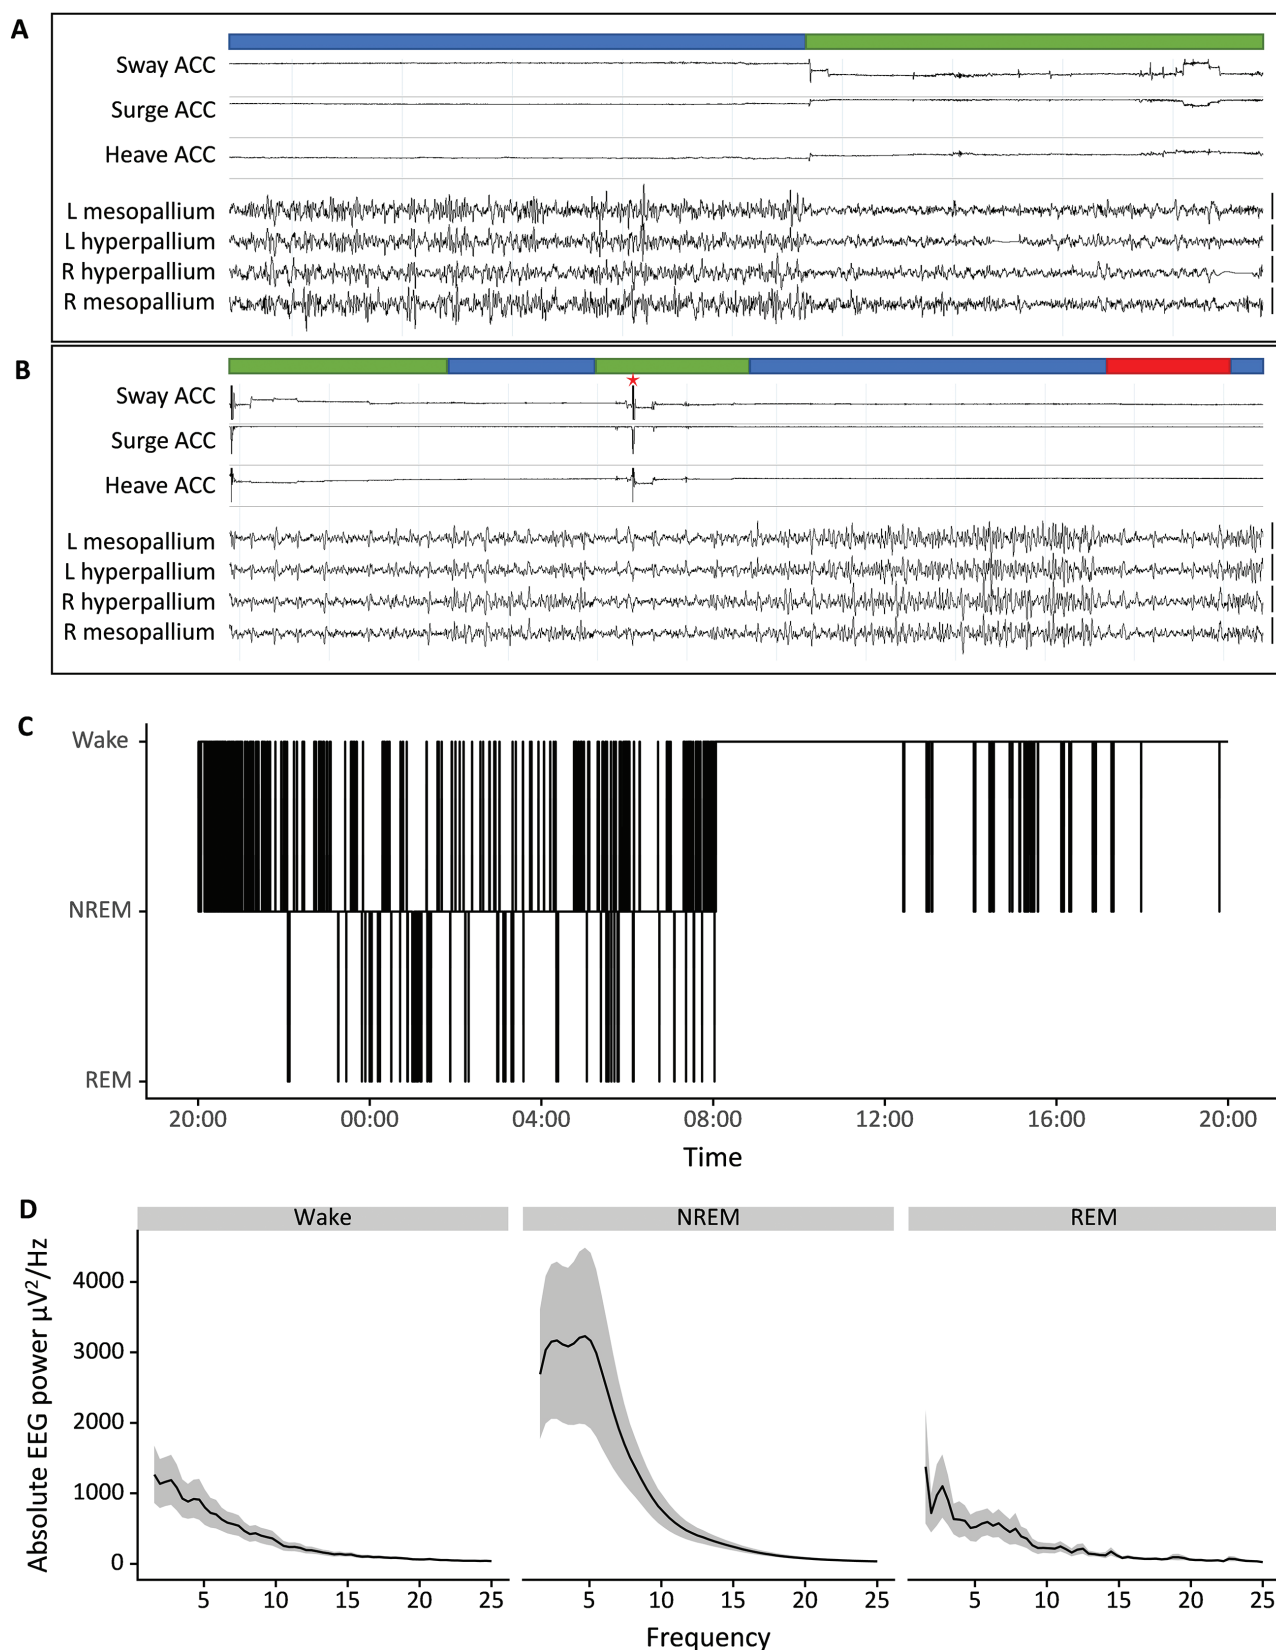 A
Sway ACC
Surge ACC
Heave ACC
L mesopallium
L hyperpallium
R hyperpallium
R mesopallium
B
Sway ACC
Surge ACC
Heave ACC
L mesopallium
L hyperpallium
R hyperpallium
R mesopallium
C
Wake
NREM
REM
20:00 00:00 04:00 08:00 12:00 16:00 20:00
Time
D
Wake NREM REM
Absolute EEG power µV²/Hz
4000
3000
2000
1000
0
5 10 15 20 25 5 10 15 20 25 5 10 15 20 25
Frequency